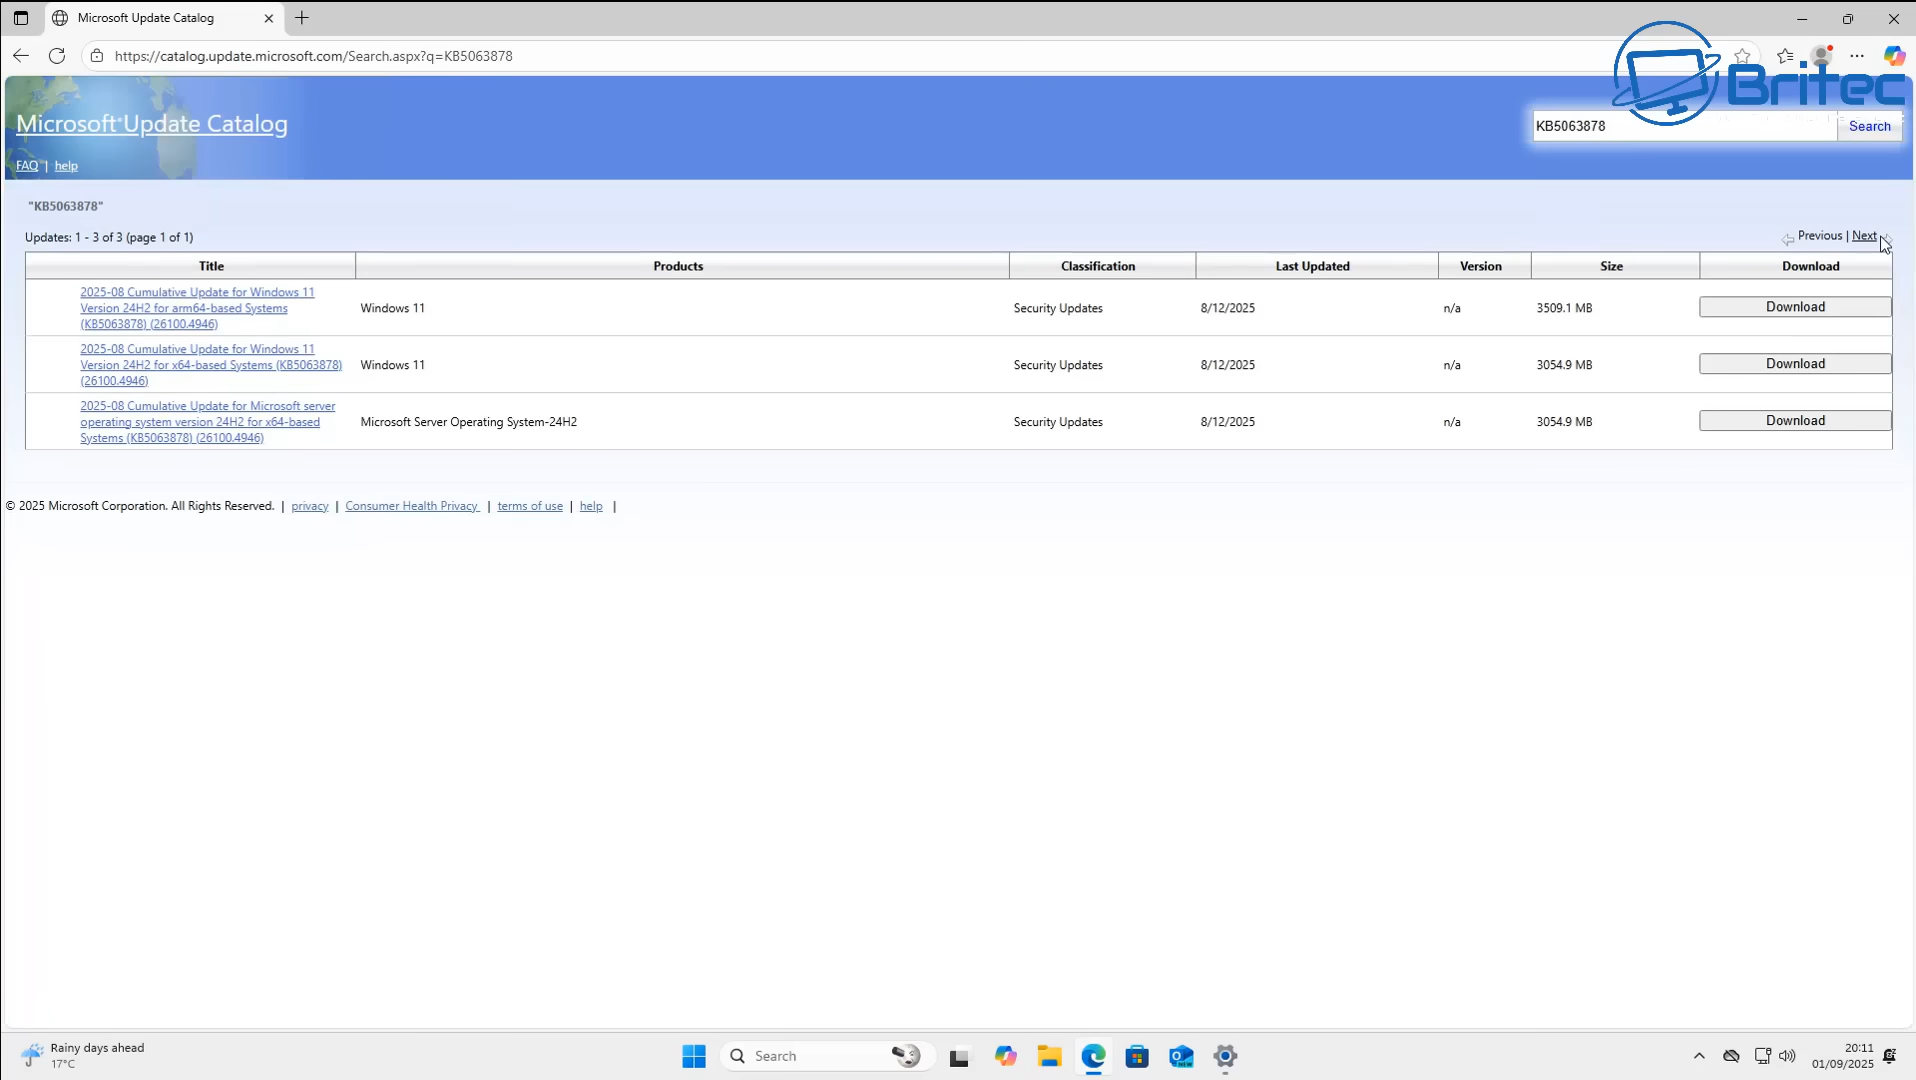 Microsoft Update Catalog
https://catalog.update.microsoft.com/Search.aspx?q=KB5063878
Britec
Microsoft Update Catalog
KB5063878
Search
FAQ | help
"KB5063878"
Updates: 1 - 3 of 3 (page 1 of 1)
Previous | Next
Title Products Classification Last Updated Version Size Download
2025-08 Cumulative Update for Windows 11
Version 24H2 for arm64-based Systems
(KB5063878) (26100.4946)
Windows 11 Security Updates 8/12/2025 n/a 3509.1 MB Download
2025-08 Cumulative Update for Windows 11
Version 24H2 for x64-based Systems (KB5063878)
(26100.4946)
Windows 11 Security Updates 8/12/2025 n/a 3054.9 MB Download
2025-08 Cumulative Update for Microsoft server
operating system version 24H2 for x64-based
Systems (KB5063878) (26100.4946)
Microsoft Server Operating System-24H2 Security Updates 8/12/2025 n/a 3054.9 MB Download
© 2025 Microsoft Corporation. All Rights Reserved. | privacy | Consumer Health Privacy | terms of use | help |
Rainy days ahead
17°C
Search
20:11
01/09/2025